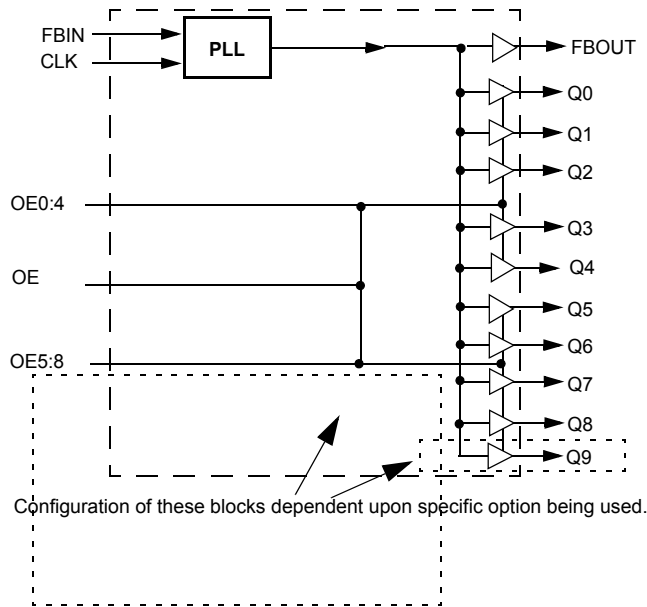 FBIN
CLK
PLL
FBOUT
Q0
Q1
Q2
OE0:4
Q3
OE
Q4
Q5
Q6
OE5:8
Q7
Q8
Q9
Configuration of these blocks dependent upon specific option being used.